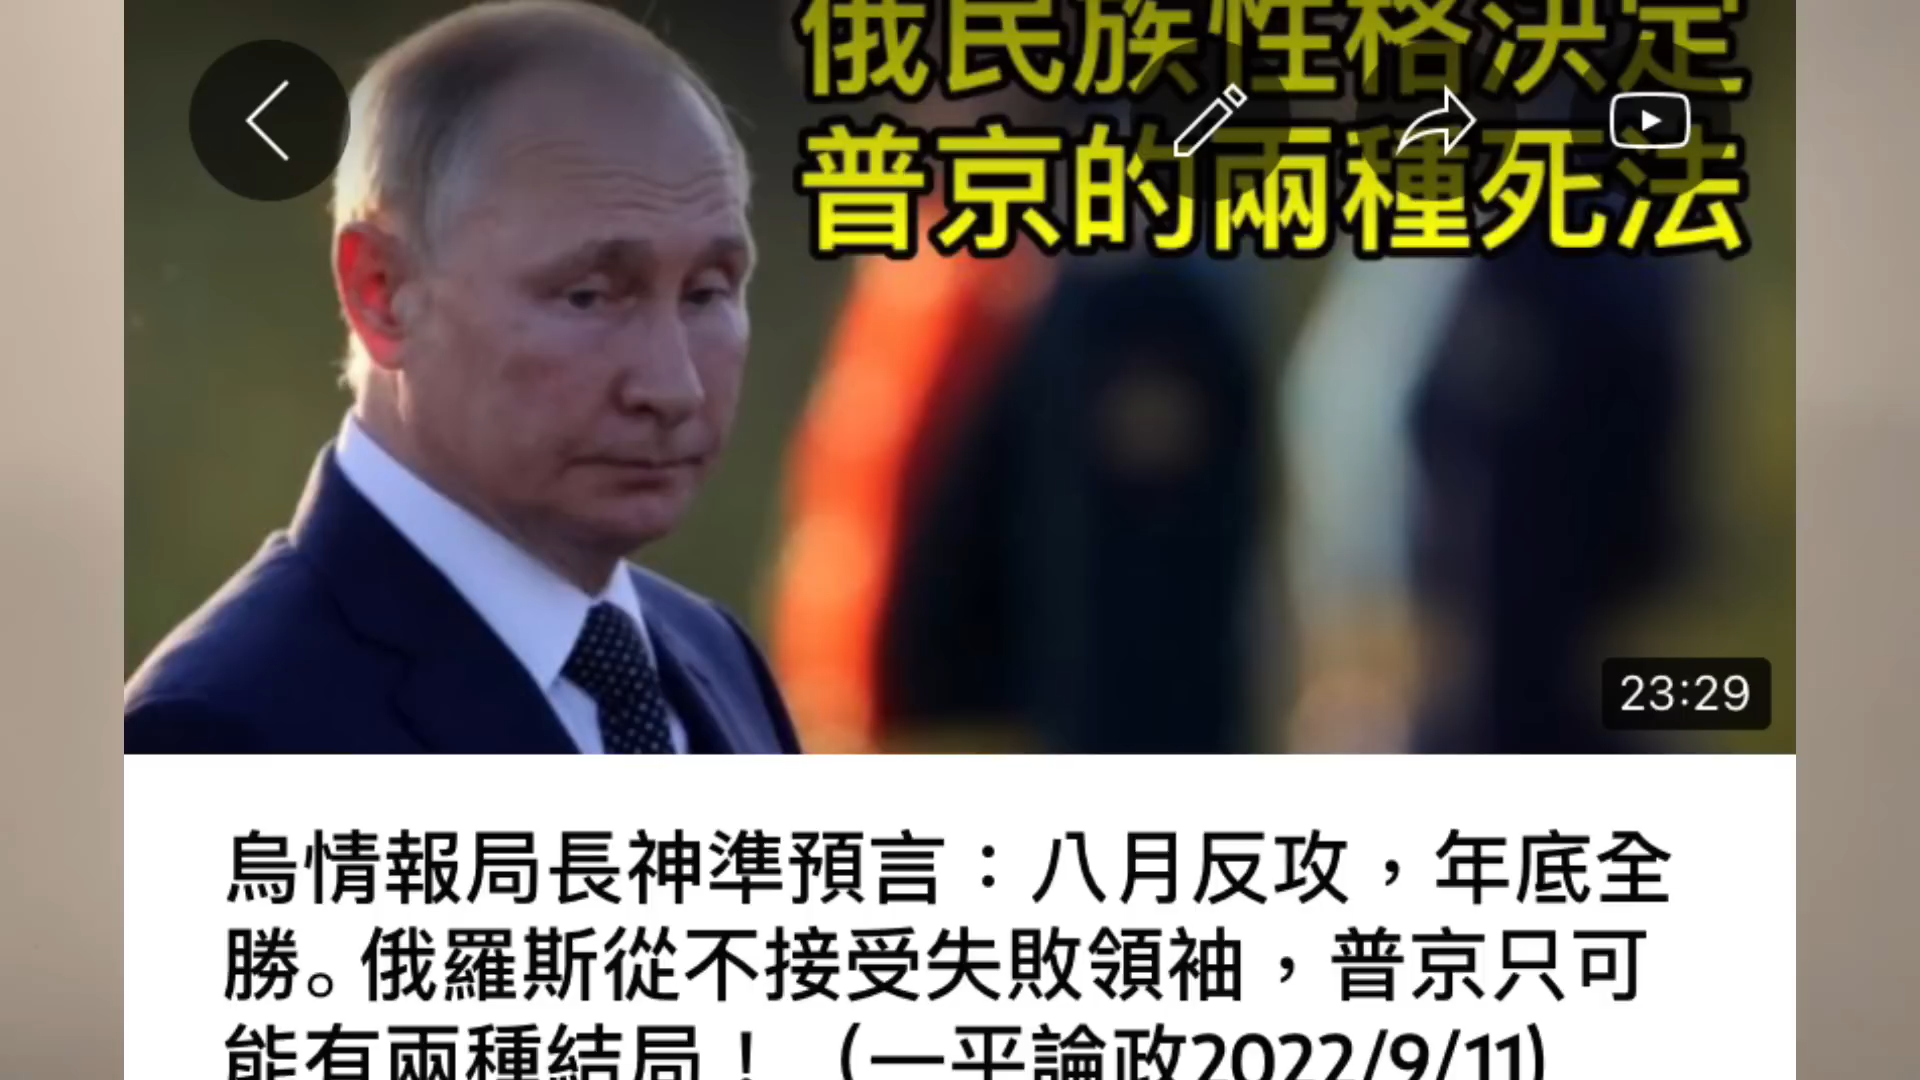 俄民族性格決定
普京的兩種死法
23:29
烏情報局長神準預言：八月反攻，年底全
勝。俄羅斯從不接受失敗領袖，普京只可
能有兩種結局！（一平論政2022/9/11)